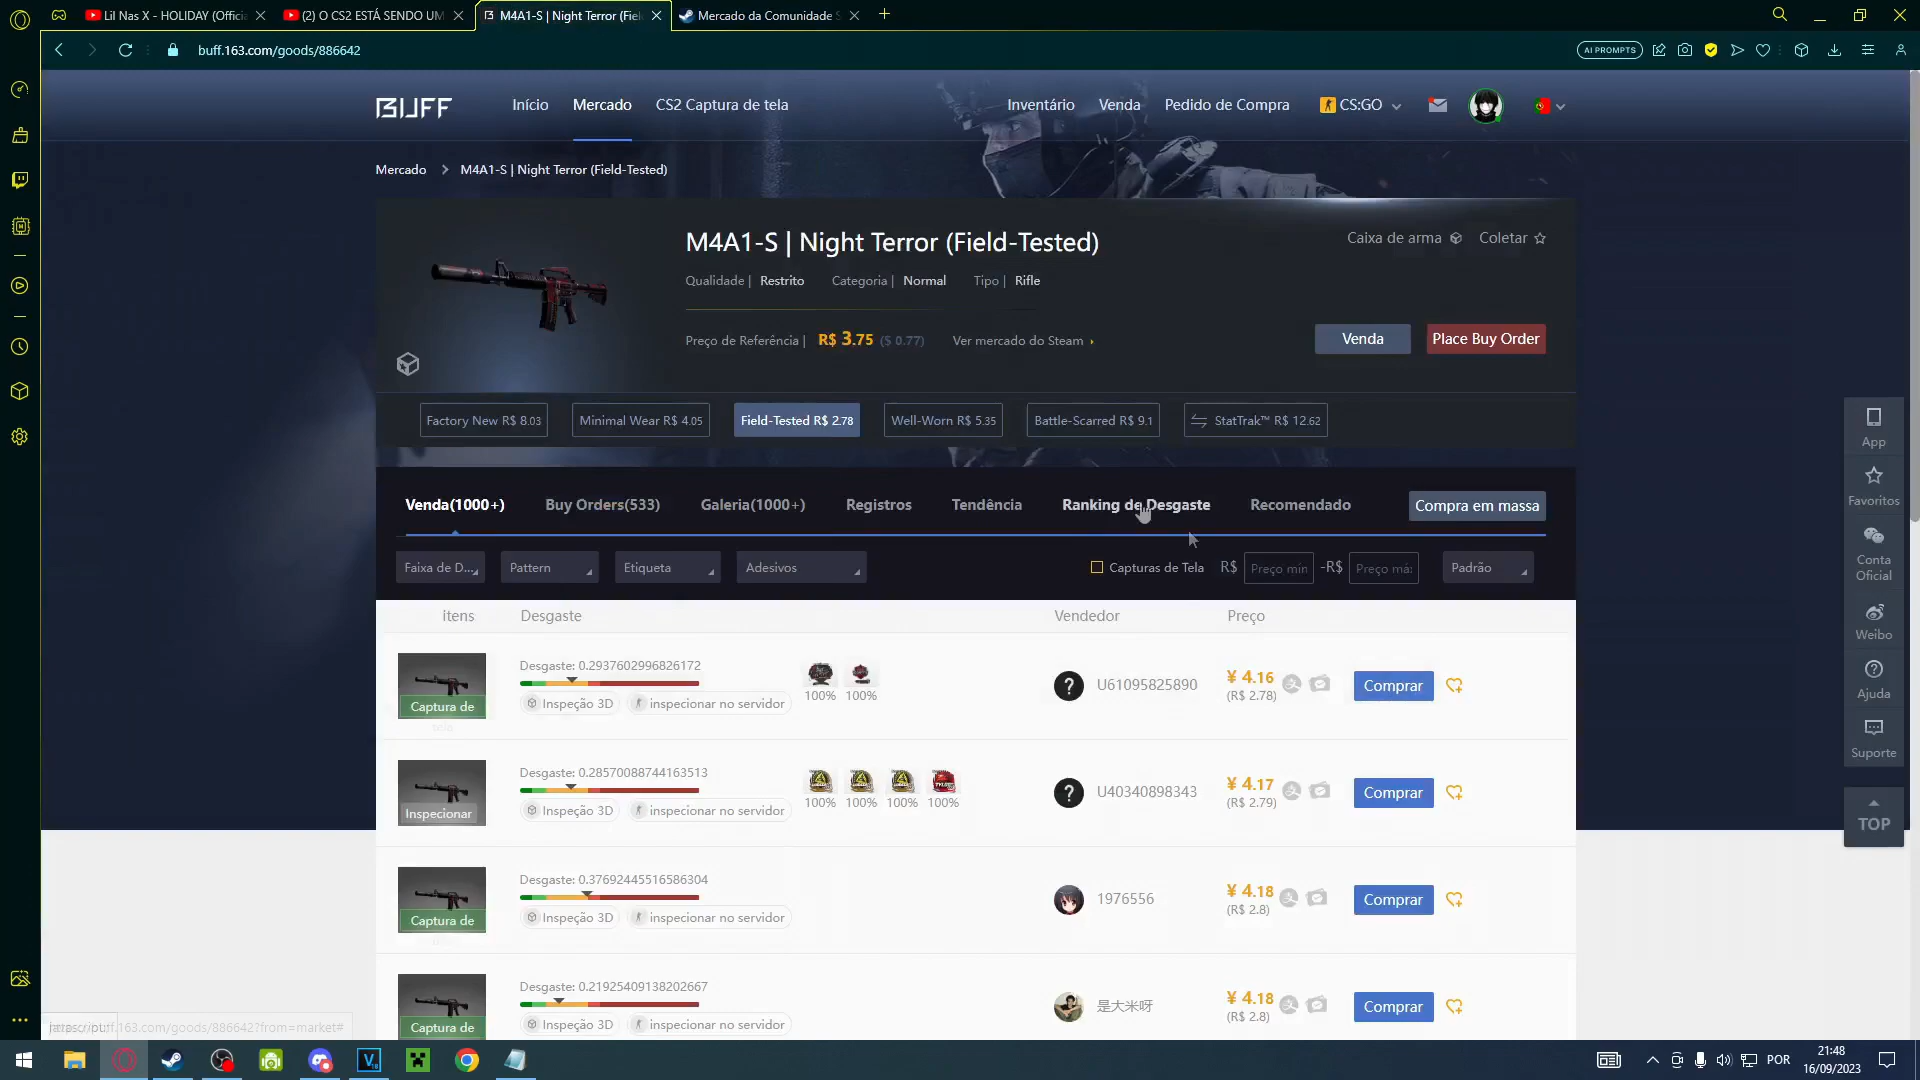 Lil Nas X - HOLIDAY (Officia
(2) O CS2 ESTÁ SENDO UM
M4A1-S | Night Terror (Fiel
Mercado da Comunidade S
buff.163.com/goods/886642
AI PROMPTS
BUFF
Início
Mercado
CS2 Captura de tela
Inventário
Venda
Pedido de Compra
CS:GO
Mercado > M4A1-S | Night Terror (Field-Tested)
M4A1-S | Night Terror (Field-Tested)
Caixa de arma
Coletar
Qualidade | Restrito
Categoria | Normal
Tipo | Rifle
Preço de Referência | R$ 3.75 ($ 0.77)
Ver mercado do Steam
Venda
Place Buy Order
Factory New R$ 8.03
Minimal Wear R$ 4.05
Field-Tested R$ 2.78
Well-Worn R$ 5.35
Battle-Scarred R$ 9.1
StatTrak™ R$ 12.62
Venda(1000+)
Buy Orders(533)
Galeria(1000+)
Registros
Tendência
Ranking de Desgaste
Recomendado
Compra em massa
Faixa de D...
Pattern
Etiqueta
Adesivos
Capturas de Tela
R$ Preço mín -R$ Preço má:
Padrão
Itens
Desgaste
Vendedor
Preço
Desgaste: 0.2937602996826172
Captura de
Inspeção 3D
inspecionar no servidor
100% 100%
U61095825890
¥ 4.16
(R$ 2.78)
Comprar
Desgaste: 0.28570088744163513
Inspecionar
Inspeção 3D
inspecionar no servidor
100% 100% 100% 100%
U40340898343
¥ 4.17
(R$ 2.79)
Comprar
Desgaste: 0.37692445516586304
Captura de
Inspeção 3D
inspecionar no servidor
1976556
¥ 4.18
(R$ 2.8)
Comprar
Desgaste: 0.21925409138202667
Captura de
Inspeção 3D
inspecionar no servidor
是大米呀
¥ 4.18
(R$ 2.8)
Comprar
App
Favoritos
Conta
Oficial
Weibo
Ajuda
Suporte
TOP
.163.com/goods/886642?from=market#
POR
21:48
16/09/2023